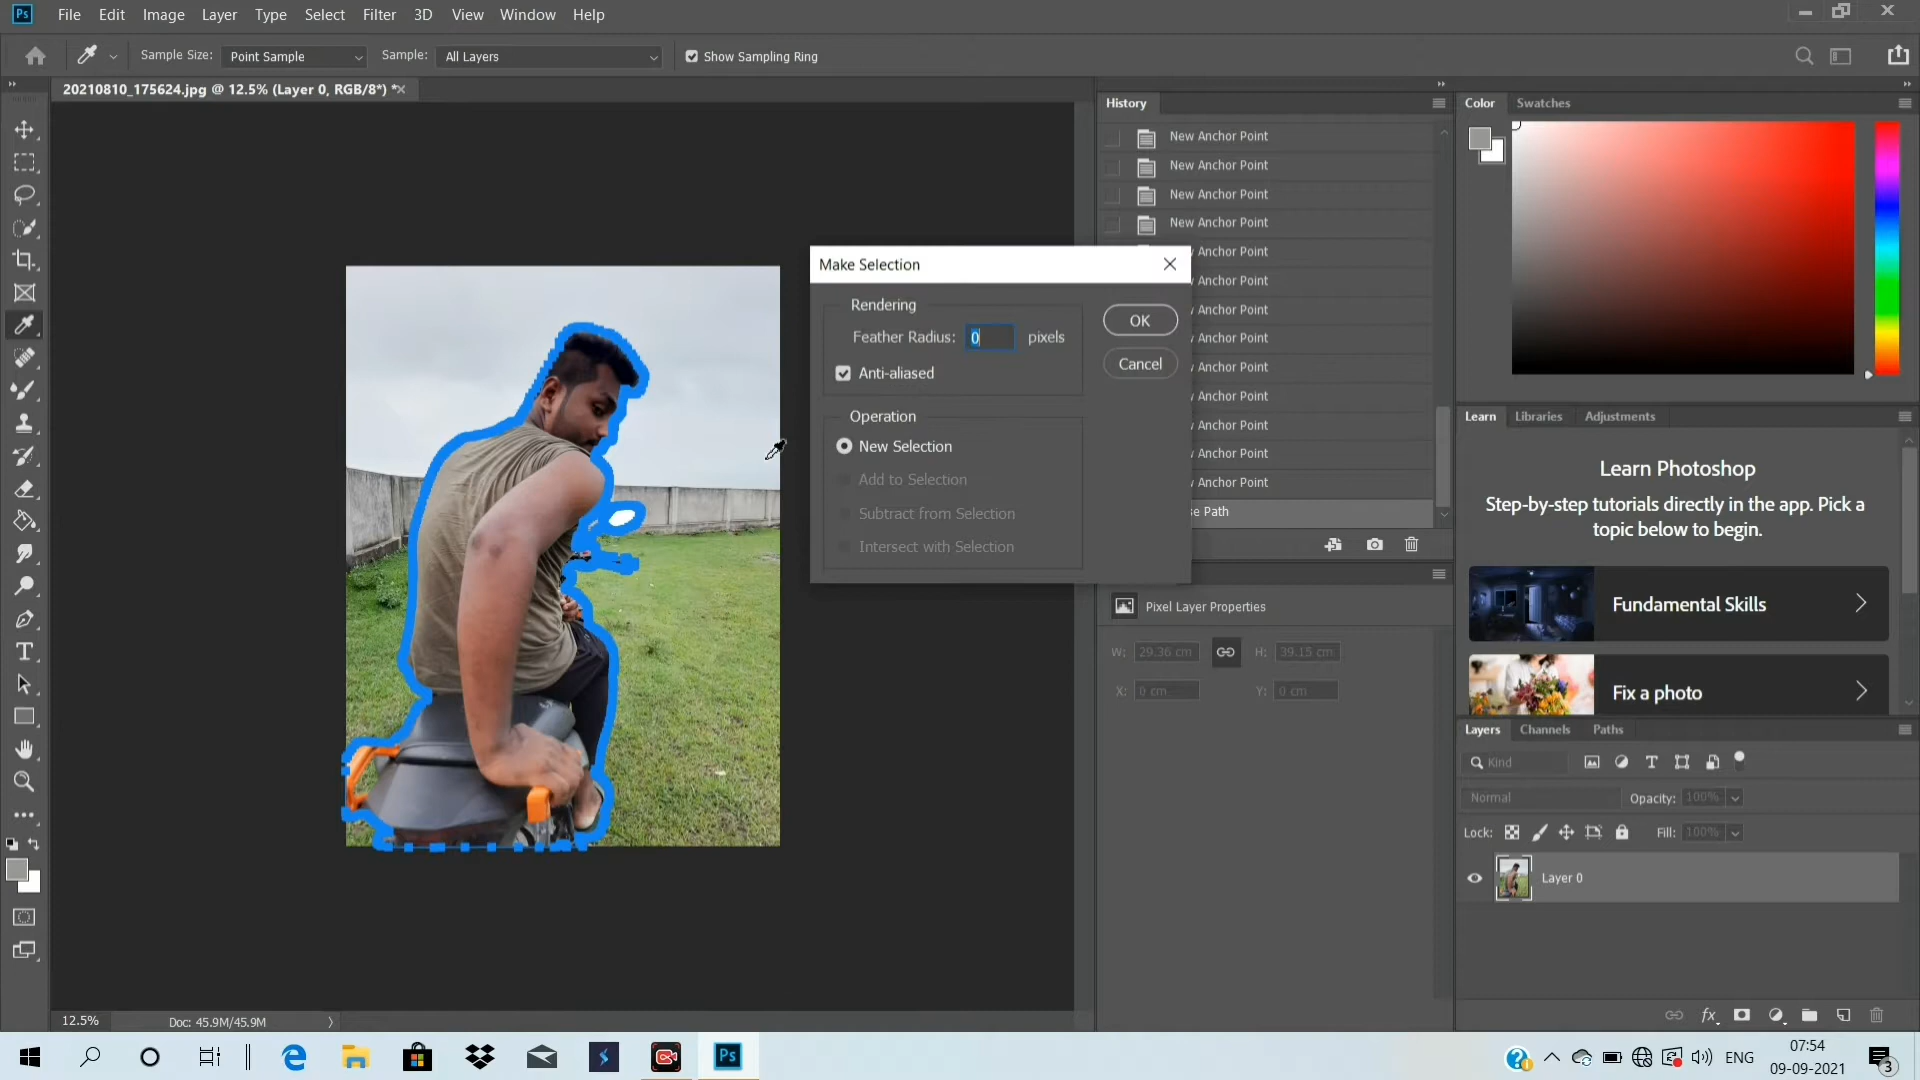 Ps File Edit Image Layer Type Select Filter 3D View Window Help
Sample Size: Point Sample Sample: All Layers Show Sampling Ring
20210810_175624.jpg @ 12.5% (Layer 0, RGB/8*) *
History
New Anchor Point
New Anchor Point
New Anchor Point
New Anchor Point
Anchor Point
Anchor Point
Anchor Point
Anchor Point
Anchor Point
Anchor Point
Anchor Point
Anchor Point
Anchor Point
se Path
Make Selection
Rendering
Feather Radius: 0 pixels
Anti-aliased
OK
Cancel
Operation
New Selection
Add to Selection
Subtract from Selection
Intersect with Selection
Pixel Layer Properties
W: 29.36 cm H: 39.15 cm
X: 0 cm Y: 0 cm
Color Swatches
Learn Libraries Adjustments
Learn Photoshop
Step-by-step tutorials directly in the app. Pick a
topic below to begin.
Fundamental Skills
Fix a photo
Layers Channels Paths
Kind
Normal Opacity: 100%
Lock: Fill: 100%
Layer 0
fx
12.5% Doc: 45.9M/45.9M
Ps
ENG
07:54
09-09-2021
3